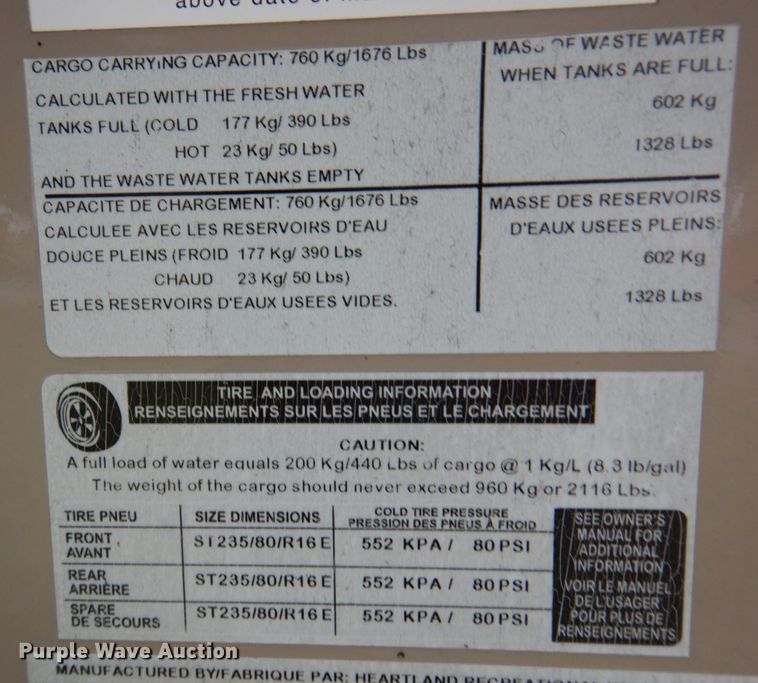 above date of
CARGO CARRYING CAPACITY: 760 Kg/1676 Lbs
CALCULATED WITH THE FRESH WATER
TANKS FULL (COLD 177 Kg/ 390 Lbs
HOT 23 Kg/ 50 Lbs)
AND THE WASTE WATER TANKS EMPTY
MASS OF WASTE WATER
WHEN TANKS ARE FULL:
602 Kg
1328 Lbs
CAPACITE DE CHARGEMENT: 760 Kg/1676 Lbs
CALCULEE AVEC LES RESERVOIRS D'EAU
DOUCE PLEINS (FROID 177 Kg/ 390 Lbs
CHAUD 23 Kg/ 50 Lbs)
ET LES RESERVOIRS D'EAUX USEES VIDES.
MASSE DES RESERVOIRS
D'EAUX USEES PLEINS:
602 Kg
1328 Lbs
TIRE AND LOADING INFORMATION
RENSEIGNEMENTS SUR LES PNEUS ET LE CHARGEMENT
CAUTION:
A full load of water equals 200 Kg/440 Lbs of cargo @ 1 Kg/L (8.3 lb/gal)
The weight of the cargo should never exceed 960 Kg or 2116 Lbs.
TIRE PNEU SIZE DIMENSIONS COLD TIRE PRESSURE
PRESSION DES PNEUS À FROID
FRONT
AVANT
ST235/80/R16 E 552 KPA / 80 PSI
REAR
ARRIÈRE
ST235/80/R16 E 552 KPA / 80 PSI
SPARE
DE SECOURS
ST235/80/R16 E 552 KPA / 80 PSI
SEE OWNER'S
MANUAL FOR
ADDITIONAL
INFORMATION
VOIR LE MANUEL
DE L'USAGER
POUR PLUS DE
RENSEIGNEMENTS
Purple Wave Auction
MANUFACTURED BY/FABRIQUE PAR: HEARTLAND